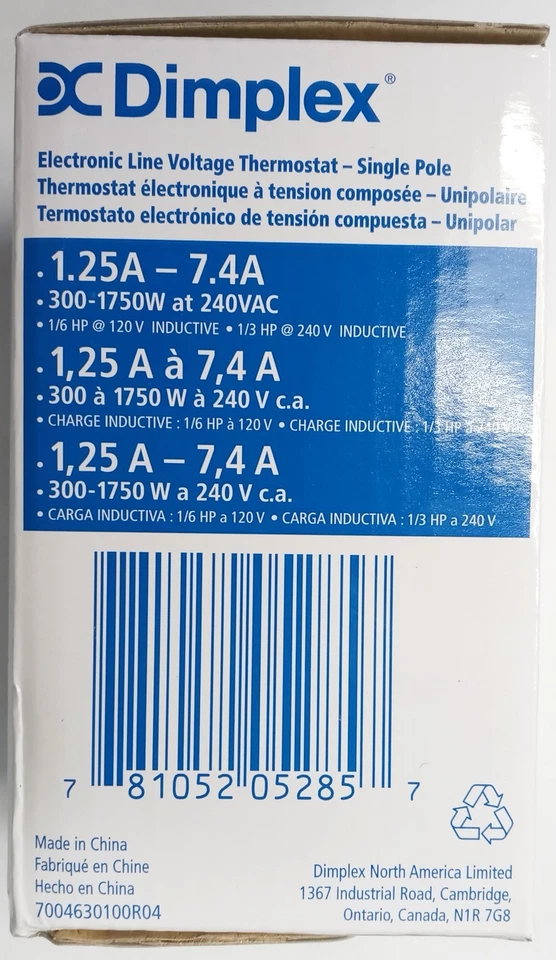 Dimplex®
Electronic Line Voltage Thermostat – Single Pole
Thermostat électronique à tension composée – Unipolaire
Termostato electrónico de tensión compuesta – Unipolar
• 1.25A – 7.4A
• 300-1750W at 240VAC
• 1/6 HP @ 120 V INDUCTIVE • 1/3 HP @ 240 V INDUCTIVE
• 1,25 A à 7,4 A
• 300 à 1750 W à 240 V c.a.
• CHARGE INDUCTIVE : 1/6 HP à 120 V • CHARGE INDUCTIVE : 1/3 HP à 240 V
• 1,25 A – 7,4 A
• 300-1750 W a 240 V c.a.
• CARGA INDUCTIVA : 1/6 HP a 120 V • CARGA INDUCTIVA : 1/3 HP a 240 V
7 81052 05285 7
Made in China
Fabriqué en Chine
Hecho en China
7004630100R04
Dimplex North America Limited
1367 Industrial Road, Cambridge,
Ontario, Canada, N1R 7G8